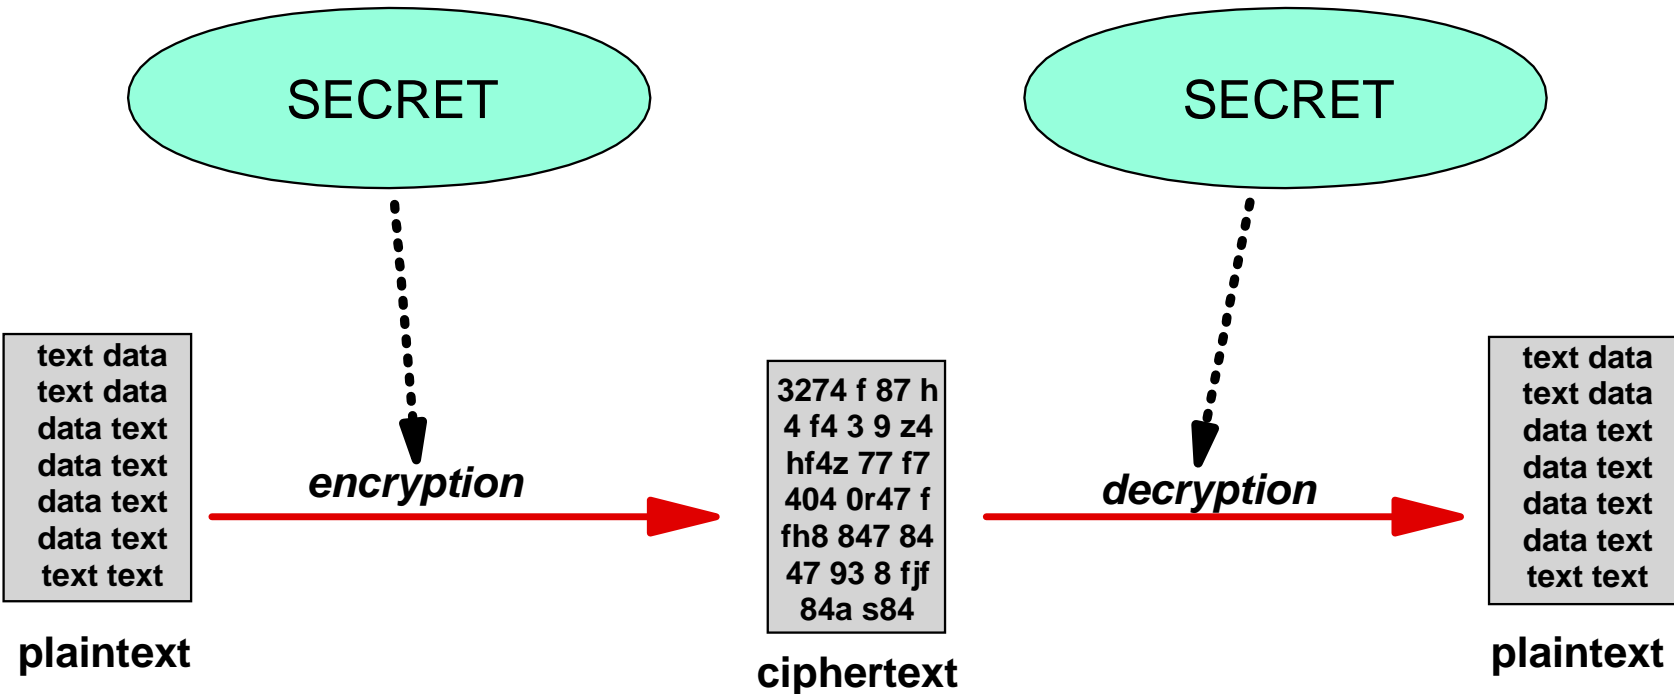 SECRET
SECRET
text data
text data
data text
data text
data text
data text
text text
plaintext
encryption
3274 f 87 h
4 f4 3 9 z4
hf4z 77 f7
404 0r47 f
fh8 847 84
47 93 8 fjf
84a s84
ciphertext
decryption
text data
text data
data text
data text
data text
data text
text text
plaintext